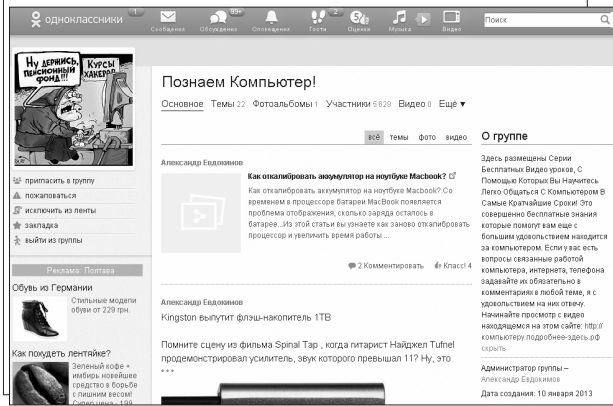 одноклассники
1
Сообщения
99+
Обсуждения
Оповещения
2
Гости
Оценки
Музыка
Видео
Поиск
Ну держись, пенсионный фонд!!!
Курсы хакеров
пригласить в группу
пожаловаться
исключить из ленты
закладка
выйти из группы
Реклама: Полтава
Обувь из Германии
Стильные модели
обуви от 229 грн.
Как похудеть лентяйке?
Зеленый кофе +
имбирь новейшее
средство в борьбе
с лишним весом!
Супер цена - 199
Познаем Компьютер!
Основное Темы 22 Фотоальбомы 1 Участники 5 628 Видео 0 Ещё ▼
всё темы фото видео
Александр Евдокимов
Как откалибровать аккумулятор на ноутбуке Macbook?
Как откалибровать аккумулятор на ноутбуке Macbook? Со
временем в процессоре батареи MacBook появляется
проблема отображения, сколько заряда осталось в
батарее...Из этой статьи вы узнаете как заново откалибровать
процессор и увеличить время работы ...
2 Комментировать Класс! 4
Александр Евдокимов
Kingston выпутит флэш-накопитель 1TB
Помните сцену из фильма Spinal Tap , когда гитарист Найджел Tufnel
продемонстрировал усилитель, звук которого превышал 11? Ну, это
•••
О группе
Здесь размещены Серии
Бесплатных Видео уроков, С
Помощью Которых Вы Научитесь
Легко Общаться С Компьютером В
Самые Кратчайшие Сроки! Это
совершенно бесплатные знания
которые помогут вам еще с
большим удовольствием находится
за компьютером. Если у вас есть
вопросы связанные работой
компьютера, интернета, телефона
задавайте их обязательно в
комментариях в любой теме, я с
удовольствием на них отвечу.
Начинайте просмотр с видео
находящемся на этом сайте: http://
компьютеру.подробнее-здесь.рф
скрыть
Администратор группы –
Александр Евдокимов
Дата создания: 10 января 2013